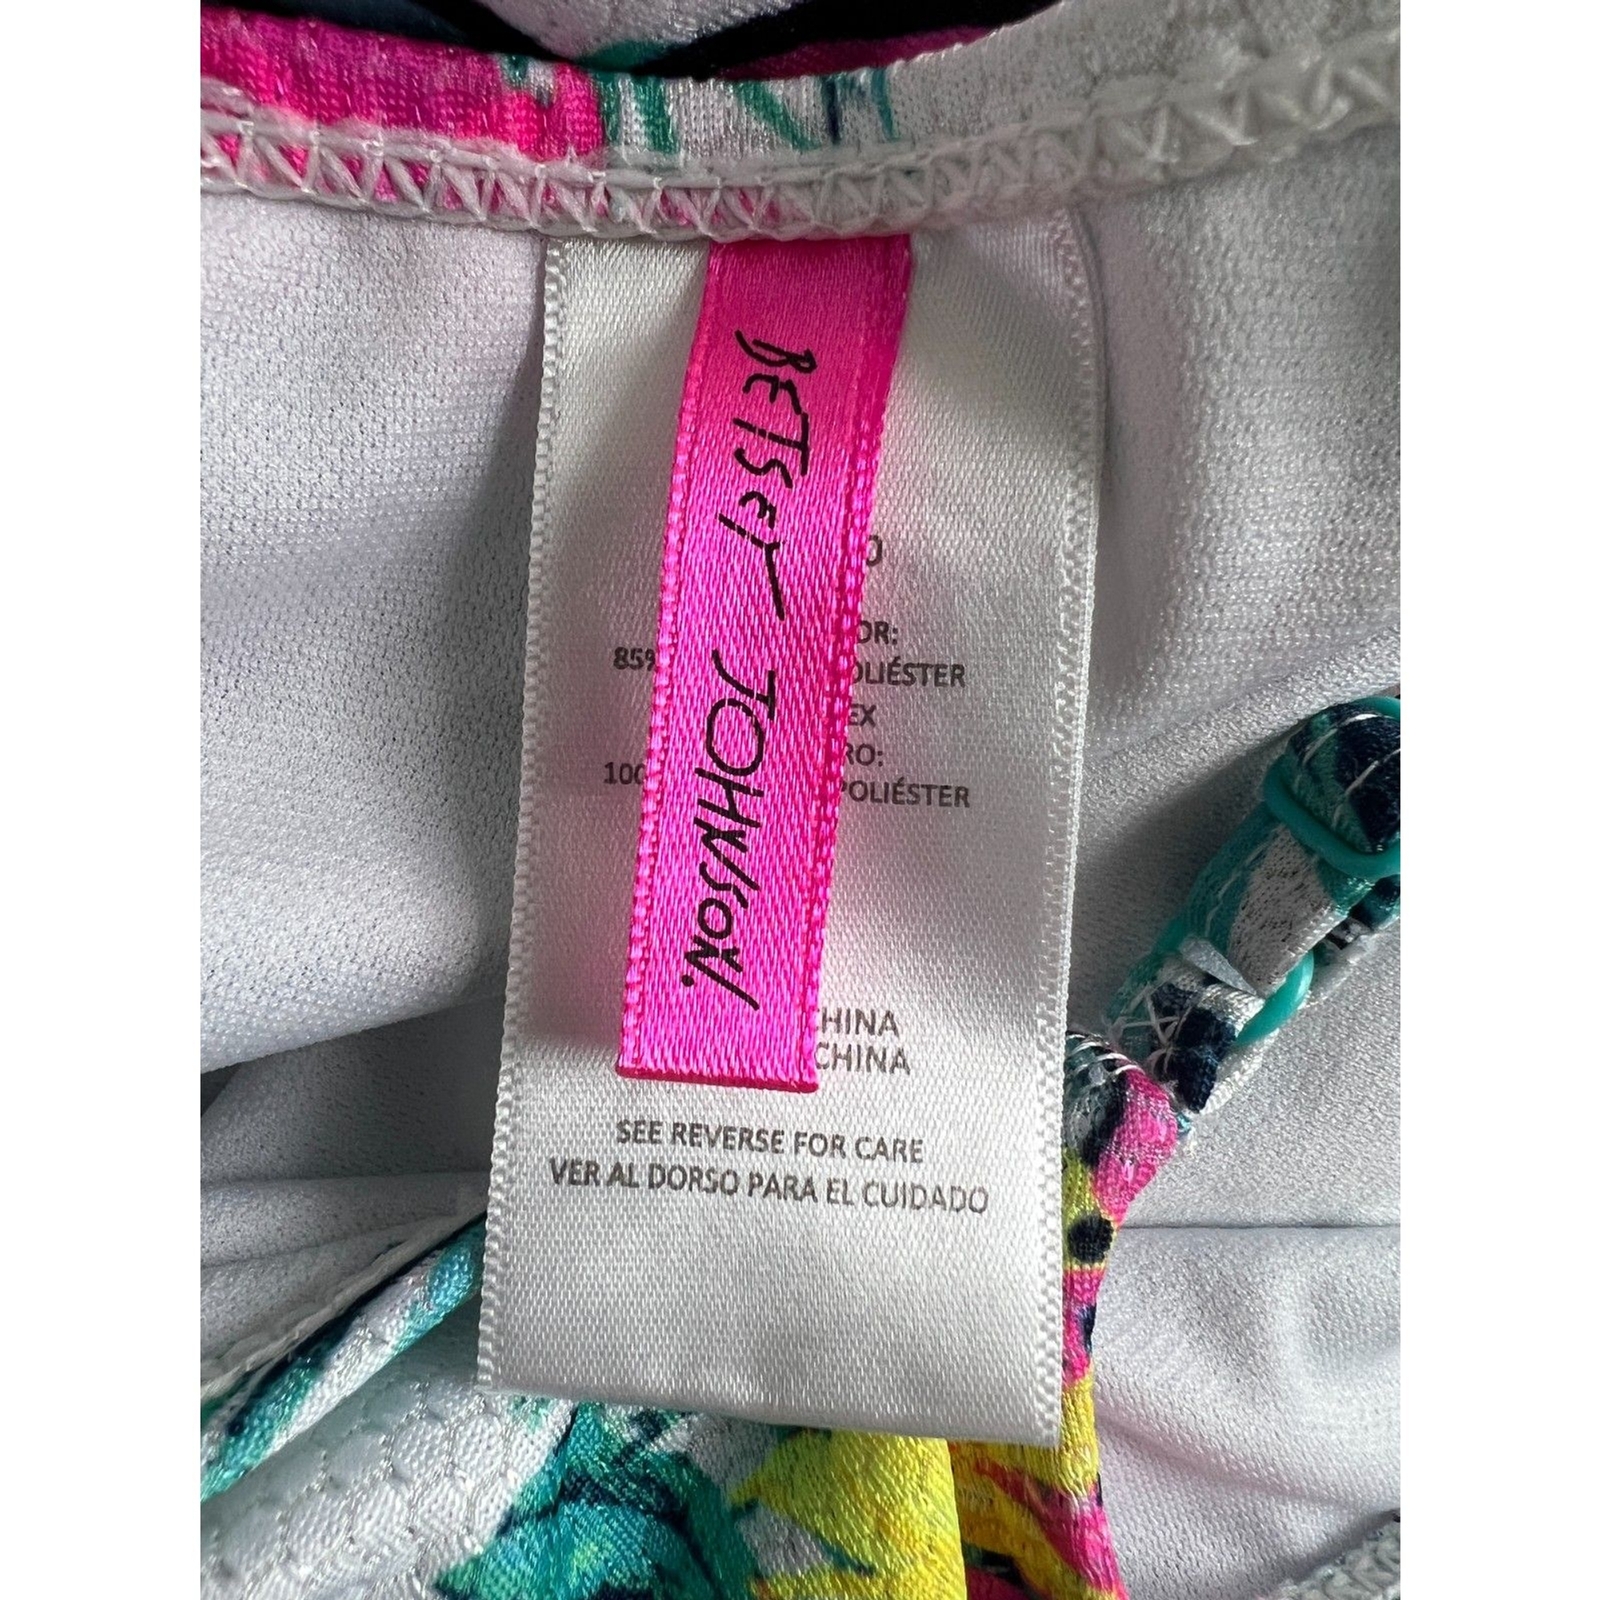 BETSEY JOHNSON!
0
OR:
85% OLIÉSTER
EX
RO:
100 POLIÉSTER
CHINA
CHINA
SEE REVERSE FOR CARE
VER AL DORSO PARA EL CUIDADO